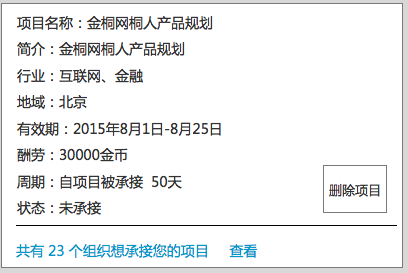 项目名称：金桐网桐人产品规划
简介：金桐网桐人产品规划
行业：互联网、金融
地域：北京
有效期：2015年8月1日-8月25日
酬劳：30000金币
周期：自项目被承接 50天
删除项目
状态：未承接
共有 23 个组织想承接您的项目 查看